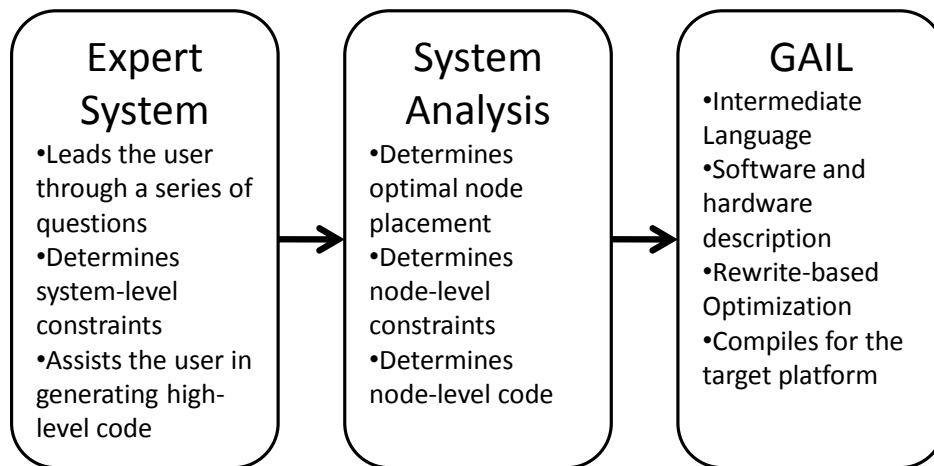 Expert
System
•Leads the user
through a series of
questions
•Determines
system-level
constraints
•Assists the user in
generating high-
level code
System
Analysis
•Determines
optimal node
placement
•Determines
node-level
constraints
•Determines
node-level code
GAIL
•Intermediate
Language
•Software and
hardware
description
•Rewrite-based
Optimization
•Compiles for the
target platform